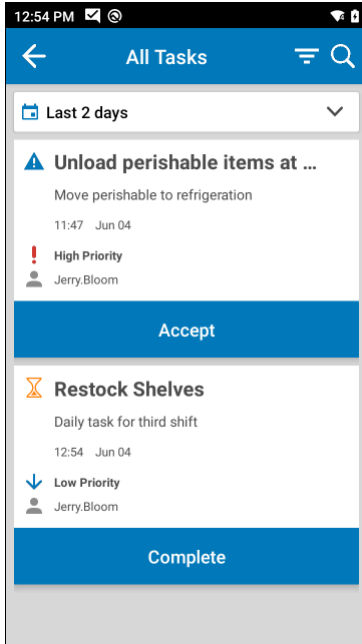 12:54 PM
All Tasks
Last 2 days
Unload perishable items at ...
Move perishable to refrigeration
11:47 Jun 04
High Priority
Jerry.Bloom
Accept
Restock Shelves
Daily task for third shift
12:54 Jun 04
Low Priority
Jerry.Bloom
Complete